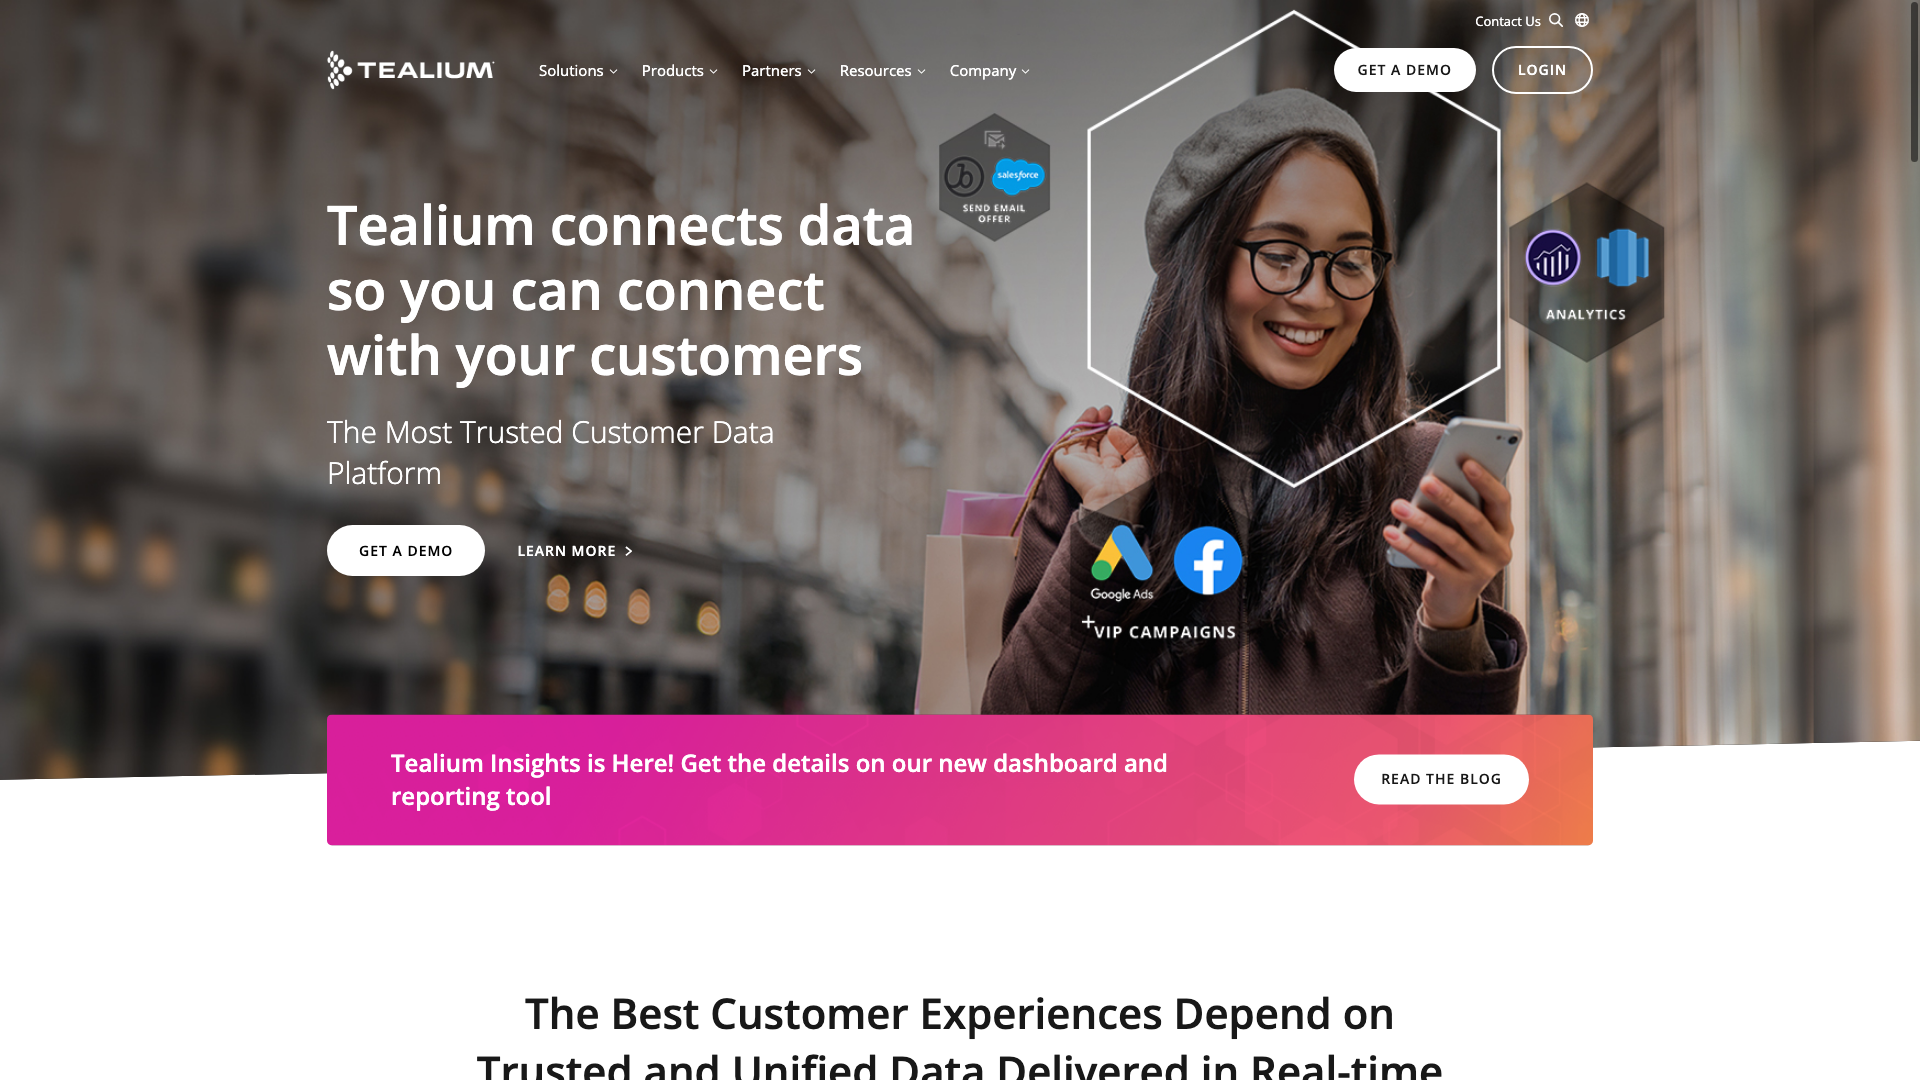 Contact Us
TEALIUM
Solutions
Products
Partners
Resources
Company
GET A DEMO
LOGIN
salesforce
SEND EMAIL
OFFER
Tealium connects data
so you can connect
with your customers
ANALYTICS
The Most Trusted Customer Data
Platform
GET A DEMO
LEARN MORE
Google Ads
VIP CAMPAIGNS
Tealium Insights is Here! Get the details on our new dashboard and
reporting tool
READ THE BLOG
The Best Customer Experiences Depend on
Trusted and Unified Data Delivered in Real-time